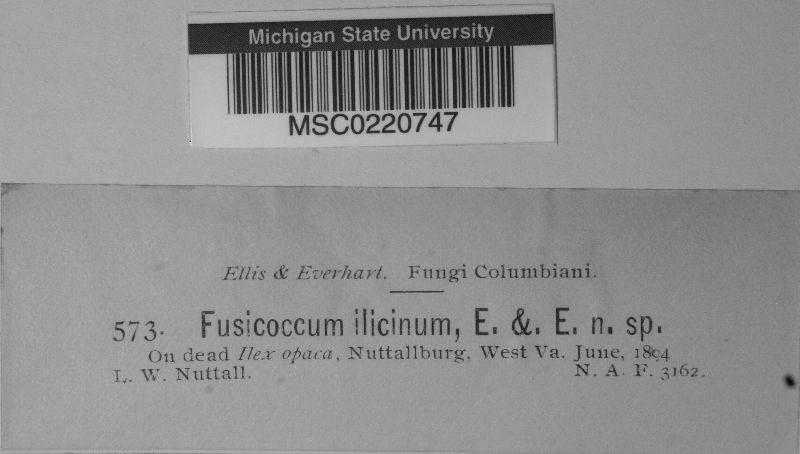 Michigan State University
MSC0220747
Ellis & Everhart. Fungi Columbiani.
573. Fusicoccum ilicinum, E. &. E. n. sp.
On dead Ilex opaca, Nuttallburg, West Va. June, 1894
L. W. Nuttall. N. A. F. 3162.